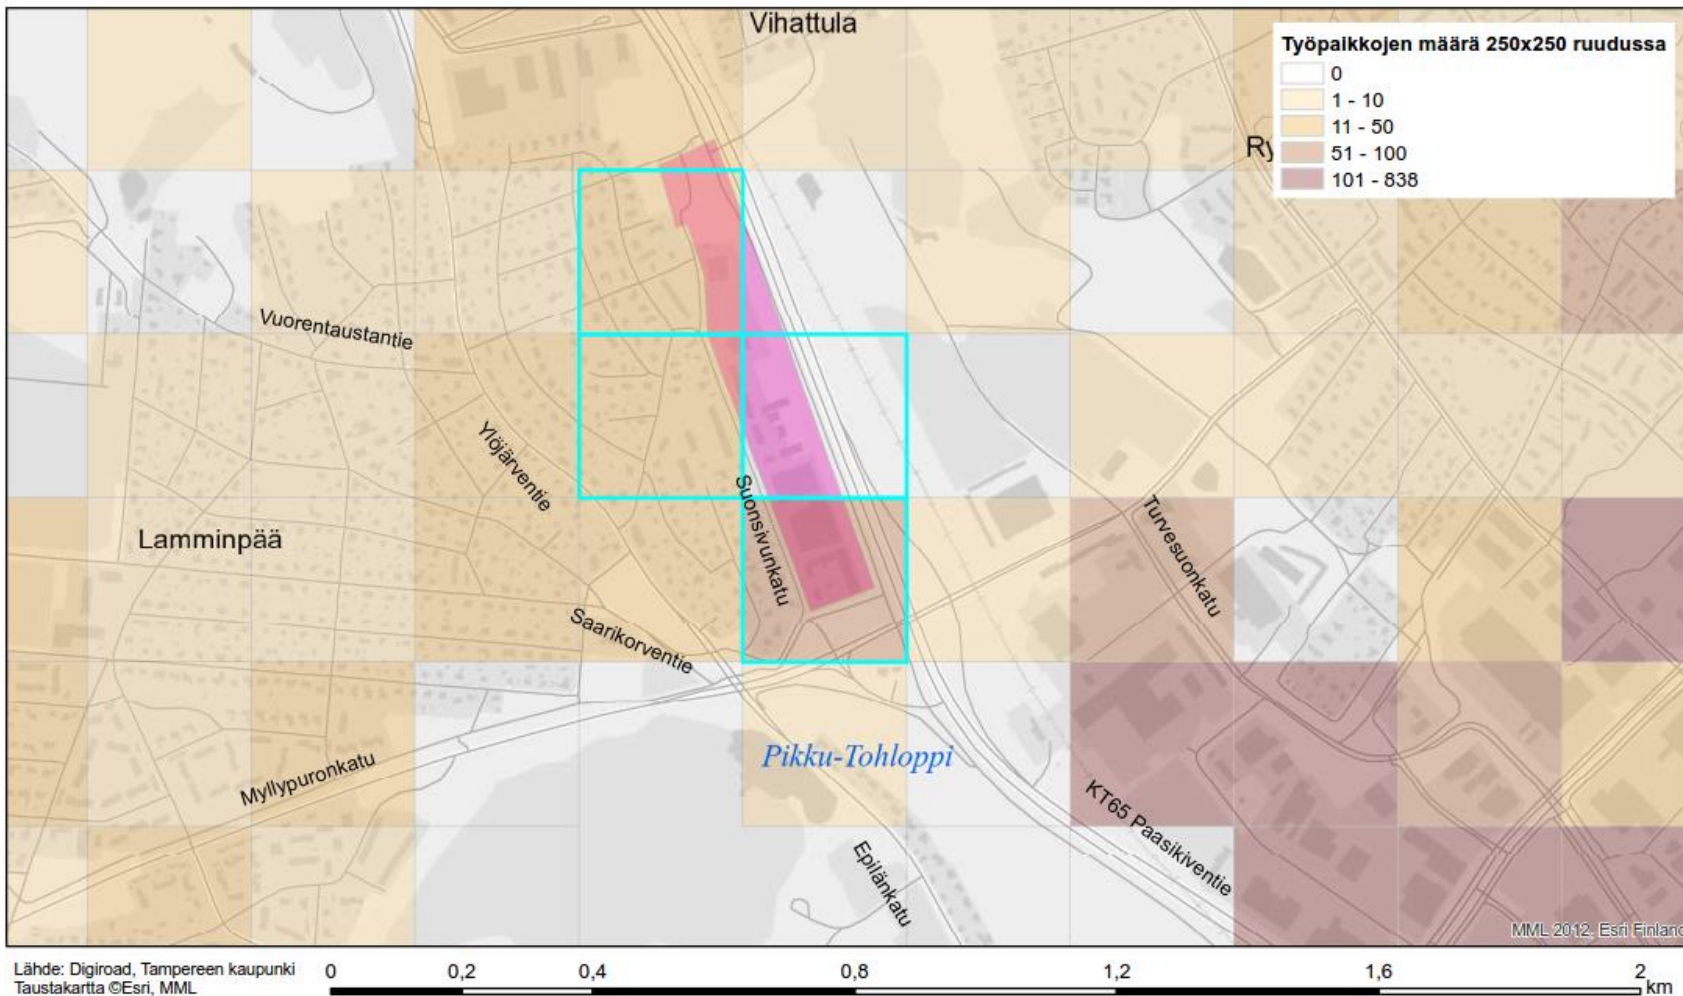 Vihattula
Työpaikkojen määrä 250x250 ruudussa
0
1 - 10
11 - 50
51 - 100
101 - 838
Ry
Vuorentaustantie
Ylöjärventie
Suonsivunkatu
Turvesuonkatu
Lamminpää
Saarikorventie
Myllypuronkatu
Pikku-Tohloppi
KT65 Paasikiventie
Epilänkatu
MML 2012, Esri Finland
Lähde: Digiroad, Tampereen kaupunki
Taustakartta ©Esri, MML
0 0,2 0,4 0,8 1,2 1,6 2
km